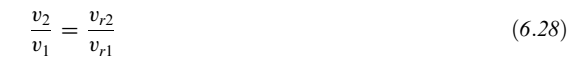 v₂/v₁ = vᵣ₂/vᵣ₁ (6.28)